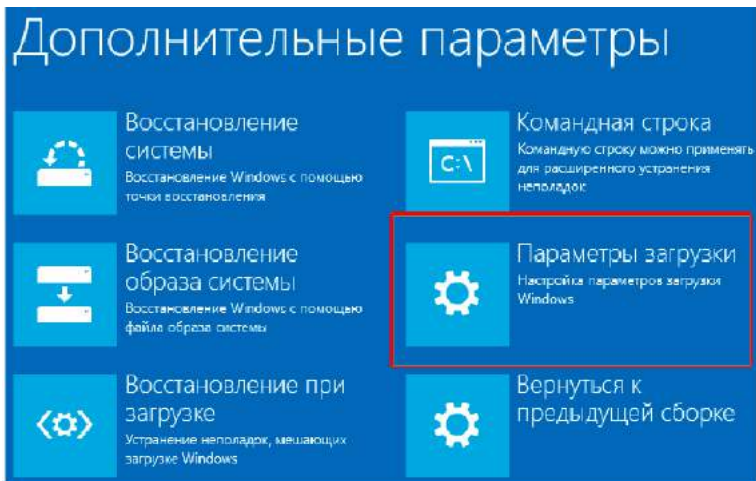 Дополнительные параметры
Восстановление
системы
Восстановление Windows с помощью
точки восстановления
Восстановление
образа системы
Восстановление Windows с помощью
файла образа системы
Восстановление при
загрузке
Устранение неполадок, мешающих
загрузке Windows
Командная строка
Командную строку можно применять
для расширенного устранения
неполадок
C:\
Параметры загрузки
Настройка параметров загрузки
Windows
Вернуться к
предыдущей сборке